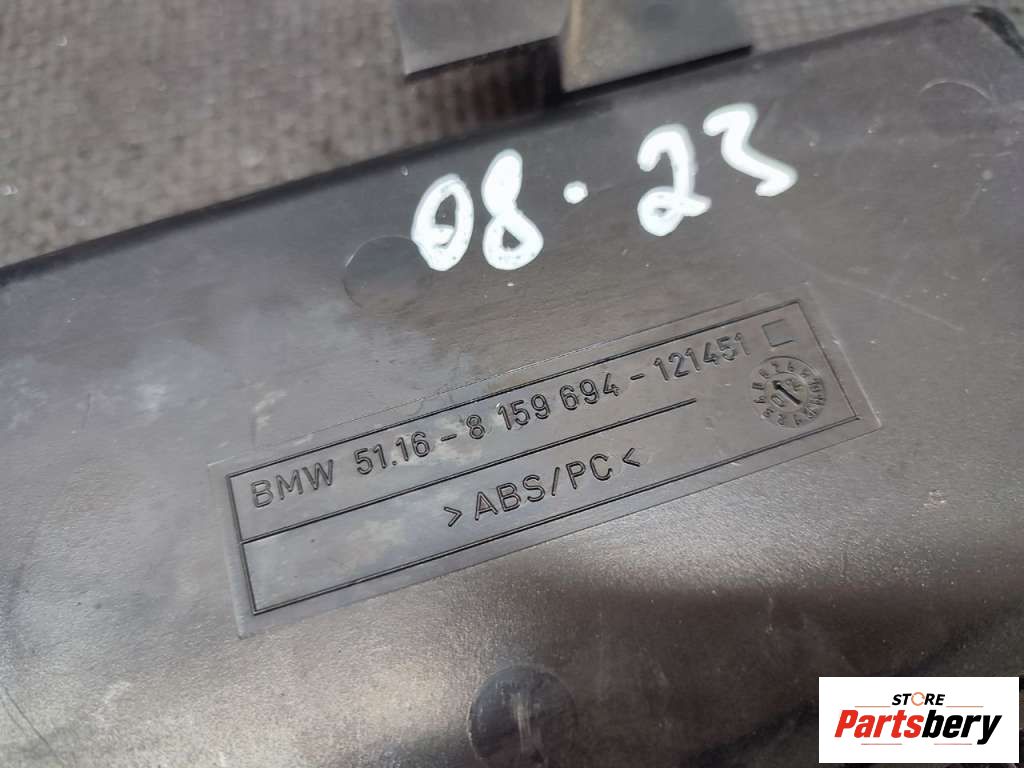 08.23
BMW 51.16-8 159 694-121451
>ABS/PC<
STORE
Partsbery